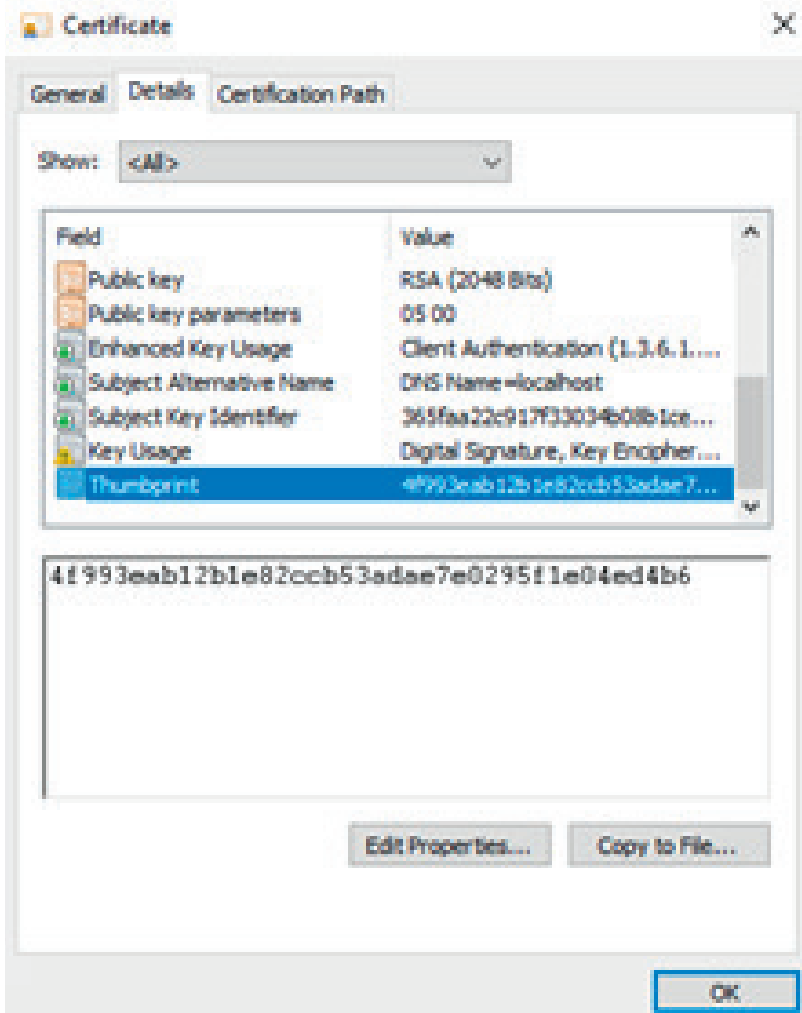 Certificate
General Details Certification Path
Show: <All>
Field Value
Public key RSA (2048 Bits)
Public key parameters 05 00
Enhanced Key Usage Client Authentication (1.3.6.1....
Subject Alternative Name DNS Name=localhost
Subject Key Identifier 365faa22c917f33034b08b1ce...
Key Usage Digital Signature, Key Encipher...
Thumbprint 4f993eab12b1e82ccb53adae7...
4f993eab12b1e82ccb53adae7e0295f1e04ed4b6
Edit Properties... Copy to File...
OK